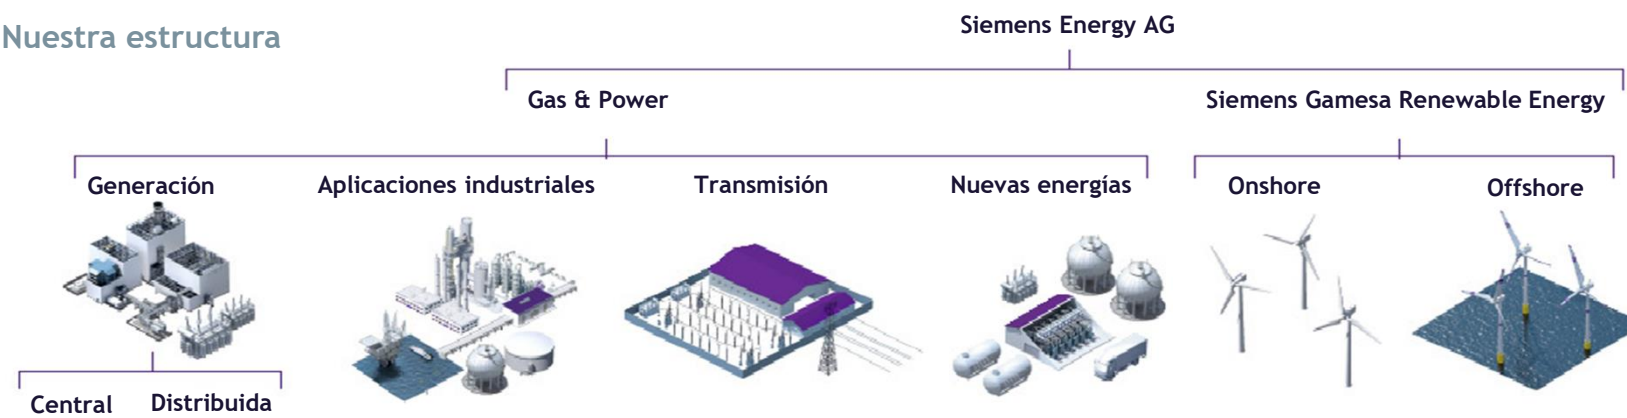 Nuestra estructura
Siemens Energy AG
Gas & Power
Siemens Gamesa Renewable Energy
Generación
Aplicaciones industriales
Transmisión
Nuevas energías
Onshore
Offshore
Central
Distribuida